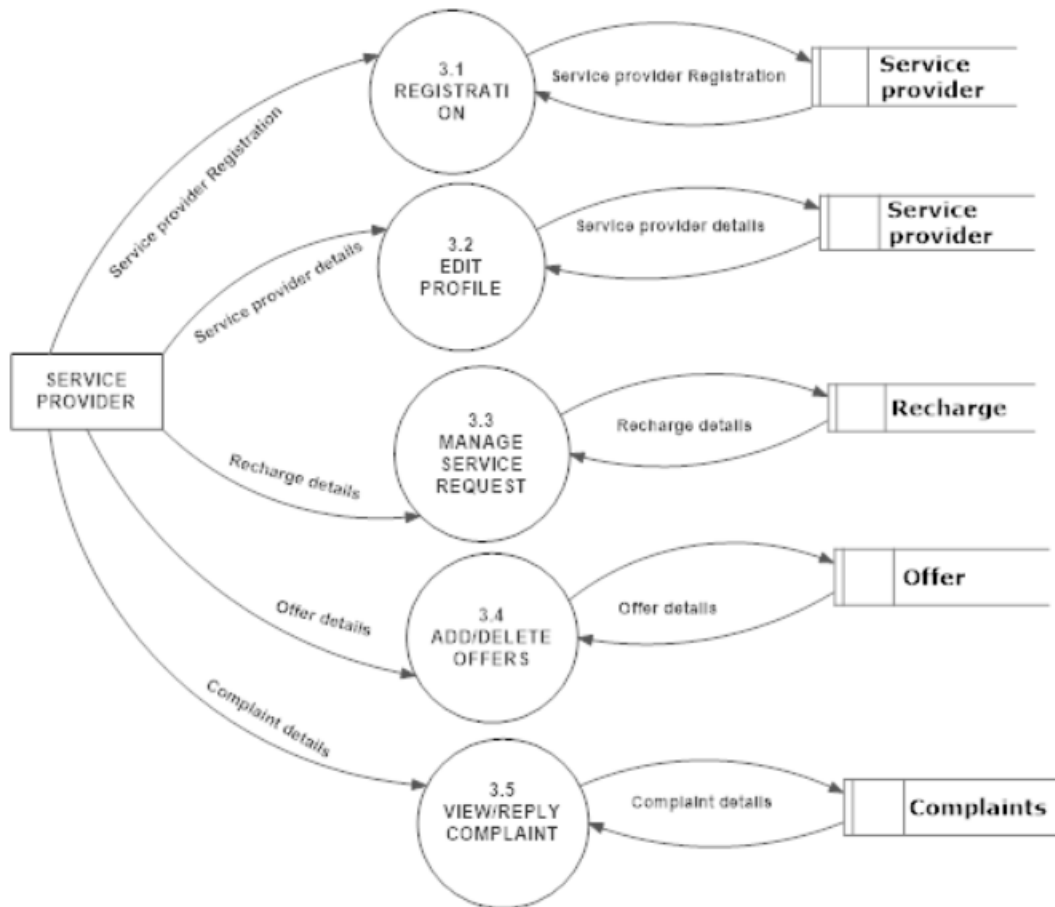 3.1
REGISTRATI
ON
Service provider Registration
Service
provider
Service provider Registration
3.2
EDIT
PROFILE
Service provider details
Service
provider
Service provider details
SERVICE
PROVIDER
3.3
MANAGE
SERVICE
REQUEST
Recharge details
Recharge
Recharge details
3.4
ADD/DELETE
OFFERS
Offer details
Offer
Offer details
3.5
VIEW/REPLY
COMPLAINT
Complaint details
Complaints
Complaint details